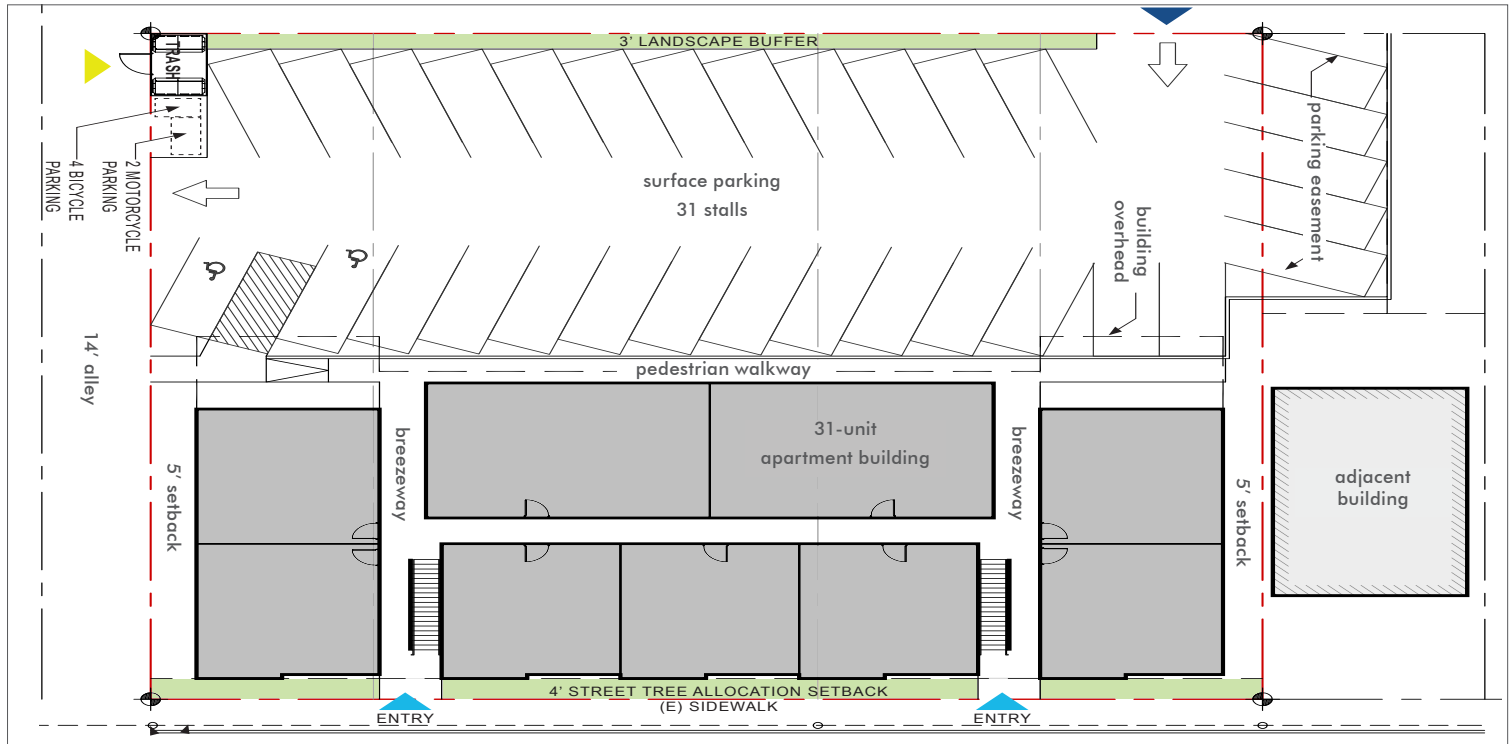 3' LANDSCAPE BUFFER
TRASH
parking easement
2 MOTORCYCLE
PARKING
4 BICYCLE
PARKING
surface parking
31 stalls
building
overhead
14' alley
pedestrian walkway
31-unit
apartment building
breezeway
breezeway
5' setback
5' setback
adjacent
building
4' STREET TREE ALLOCATION SETBACK
(E) SIDEWALK
ENTRY
ENTRY